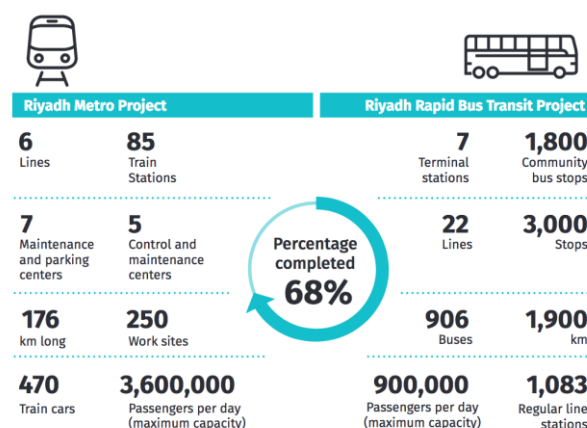 Riyadh Metro Project
6
Lines
85
Train
Stations
7
Maintenance
and parking
centers
5
Control and
maintenance
centers
176
km long
250
Work sites
470
Train cars
3,600,000
Passengers per day
(maximum capacity)
Percentage
completed
68%
Riyadh Rapid Bus Transit Project
7
Terminal
stations
1,800
Community
bus stops
22
Lines
3,000
Stops
906
Buses
1,900
km
900,000
Passengers per day
(maximum capacity)
1,083
Regular line
stations